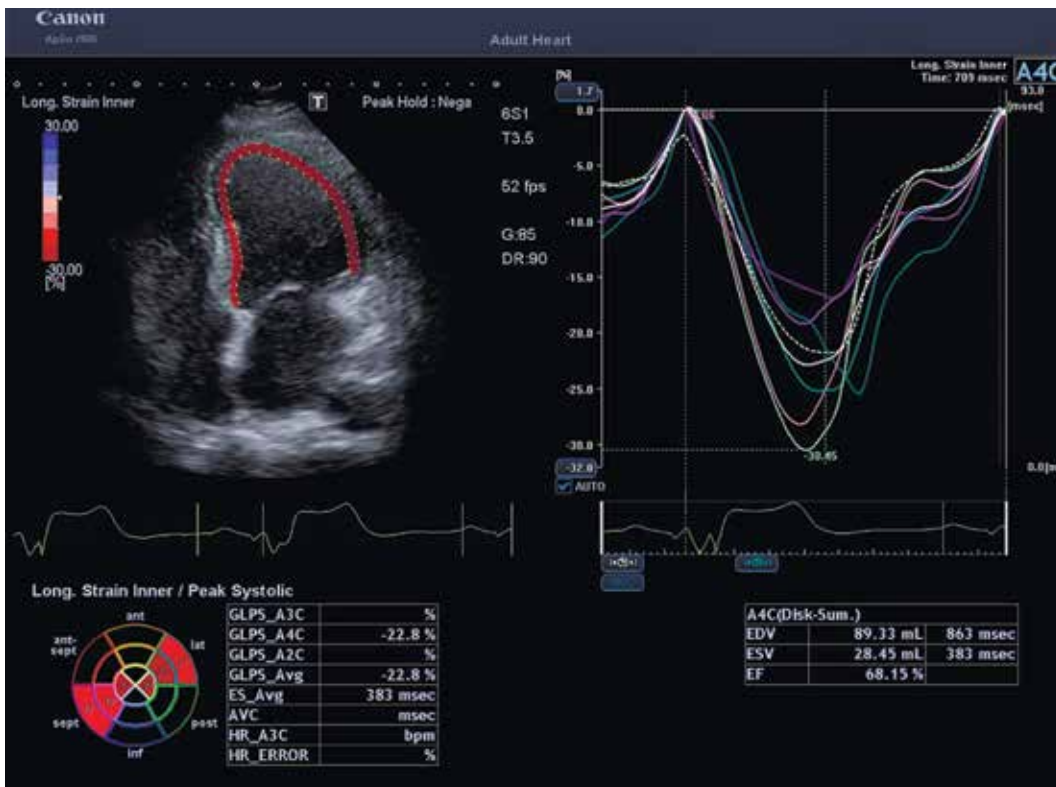 Canon
Aplio i900
Adult Heart
Long. Strain Inner
T
Peak Hold : Nega
30.00
-30.00
[%]
6S1
T3.5
52 fps
G:85
DR:90
[%]
Long. Strain Inner
Time: 709 msec
A4C
1.7
93.0
[msec]
0.0
-5.0
-10.0
-15.0
-20.0
-25.0
-30.0
-30.45
-32.0
AUTO
Long. Strain Inner / Peak Systolic
ant
ant-sept
lat
sept
post
inf
GLPS_A3C %
GLPS_A4C -22.8 %
GLPS_A2C %
GLPS_Avg -22.8 %
ES_Avg 383 msec
AVC msec
HR_A3C bpm
HR_ERROR %
A4C(Disk-Sum.)
EDV 89.33 mL 863 msec
ESV 28.45 mL 383 msec
EF 68.15 %